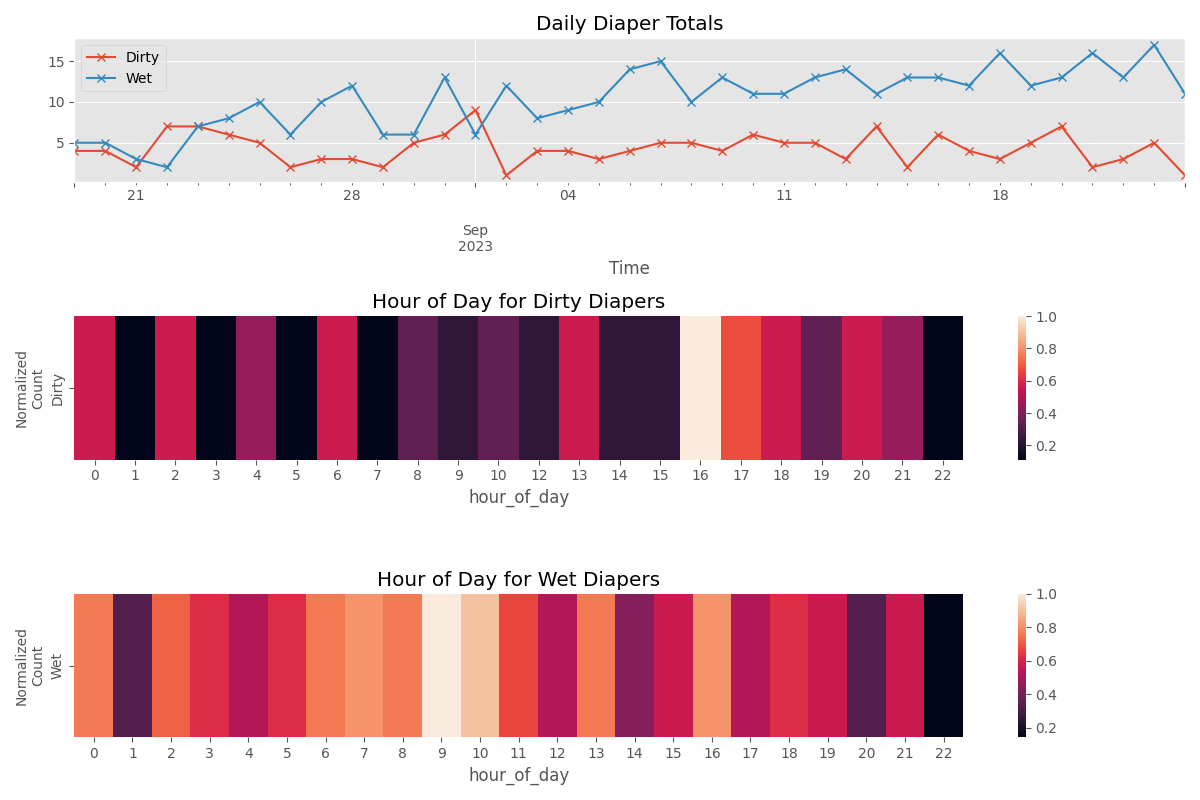 Daily Diaper Totals
Dirty
Wet
15
10
5
21 28 04 11 18
Sep
2023
Time
Hour of Day for Dirty Diapers
Normalized
Count
Dirty
0 1 2 3 4 5 6 7 8 9 10 12 13 14 15 16 17 18 19 20 21 22
hour_of_day
1.0
0.8
0.6
0.4
0.2
Hour of Day for Wet Diapers
Normalized
Count
Wet
0 1 2 3 4 5 6 7 8 9 10 11 12 13 14 15 16 17 18 19 20 21 22
hour_of_day
1.0
0.8
0.6
0.4
0.2